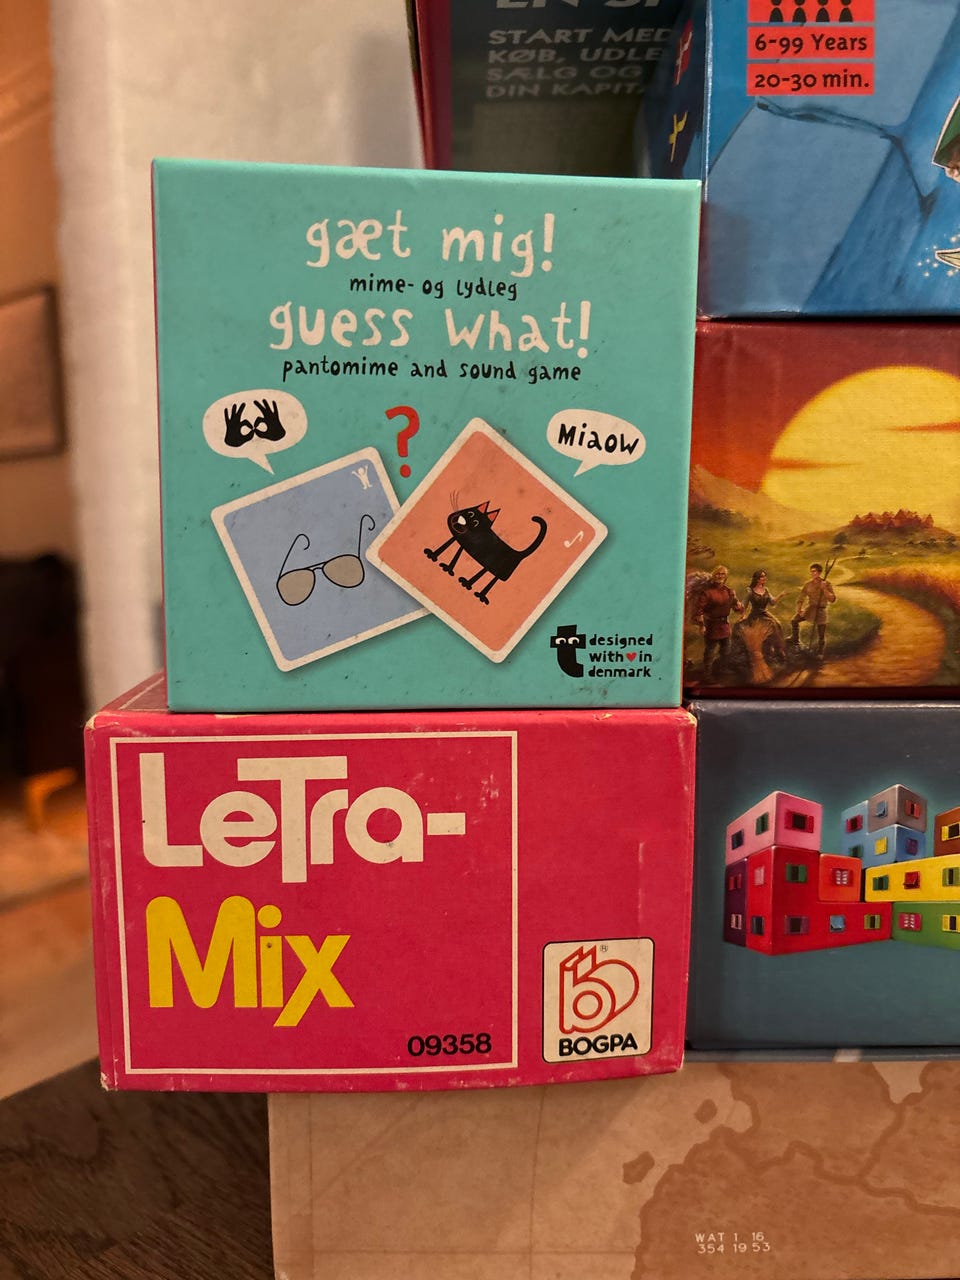 START MED
KØB, UDLE
SÆLG OG
DIN KAPITA
6-99 Years
20-30 min.
gæt mig!
mime- og lydleg
guess what!
pantomime and sound game
?
Miaow
designed
with♥in
denmark
LeTra-
Mix
09358
®
BOGPA
WAT 1 16
354 19 53